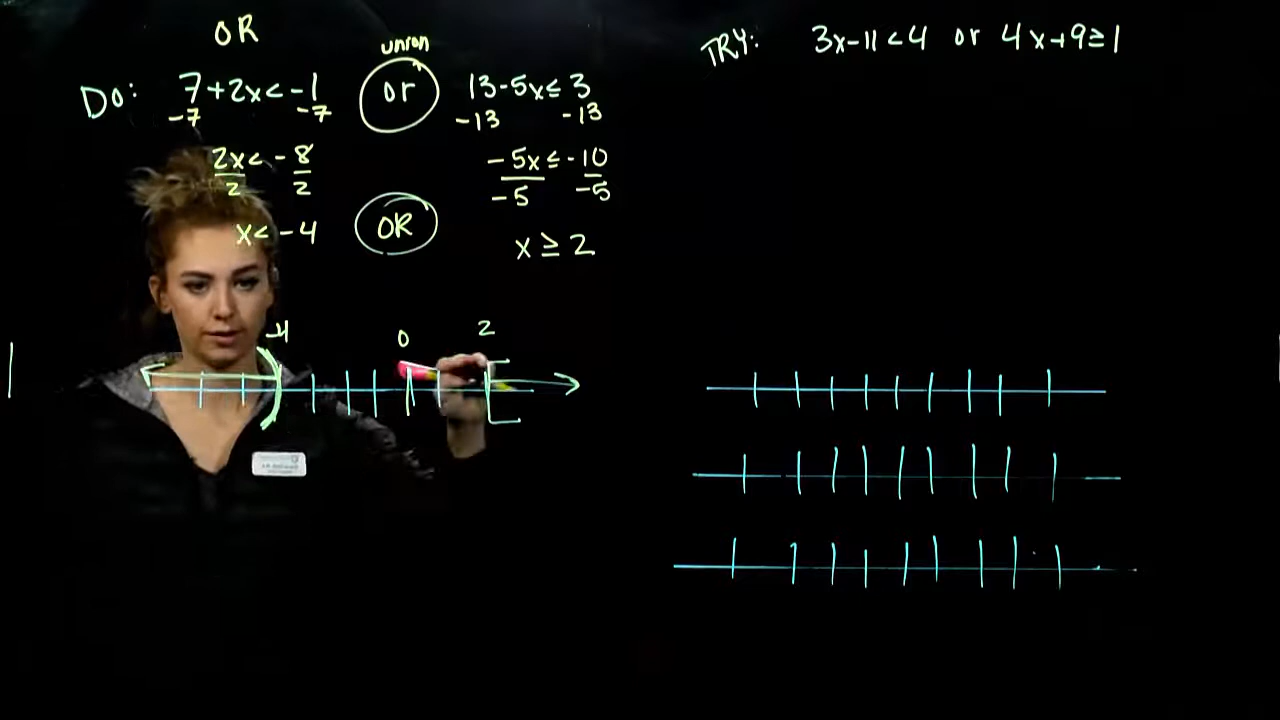 OR
union
Do: 7+2x<-1 or 13-5x≤3
-7 -7 -13 -13
2x<-8 -5x≤-10
2 2 -5 -5
x<-4 OR x≥2
-4 0 2
TRY: 3x-11<4 or 4x+9≥1